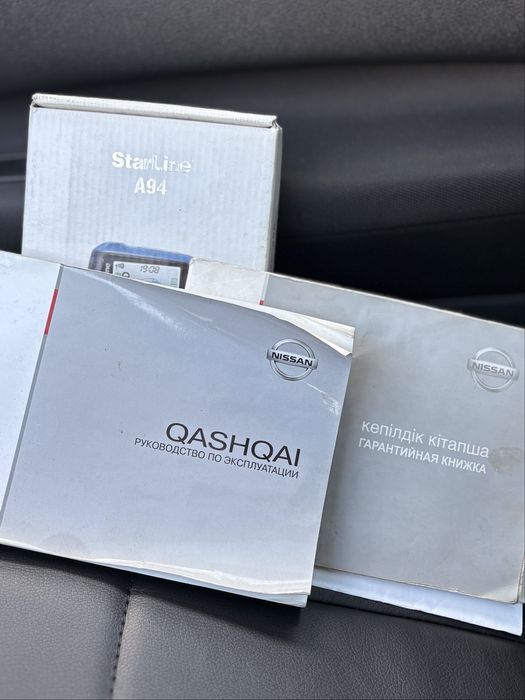 StarLine
A94
19:08
NISSAN
QASHQAI
РУКОВОДСТВО ПО ЭКСПЛУАТАЦИИ
NISSAN
кепілдік кітапша
ГАРАНТИЙНАЯ КНИЖКА